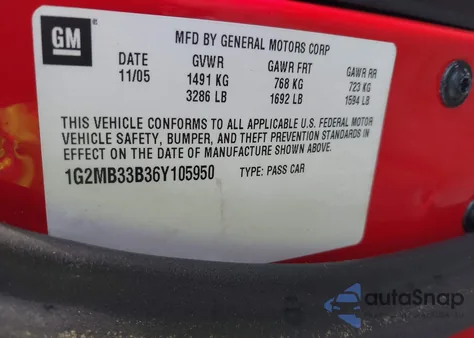 GM
MFD BY GENERAL MOTORS CORP
DATE GVWR GAWR FRT GAWR RR
11/05 1491 KG 768 KG 723 KG
3286 LB 1692 LB 1594 LB
THIS VEHICLE CONFORMS TO ALL APPLICABLE U.S. FEDERAL MOTOR
VEHICLE SAFETY, BUMPER, AND THEFT PREVENTION STANDARDS IN
EFFECT ON THE DATE OF MANUFACTURE SHOWN ABOVE.
1G2MB33B36Y105950 TYPE: PASS CAR
autoSnap